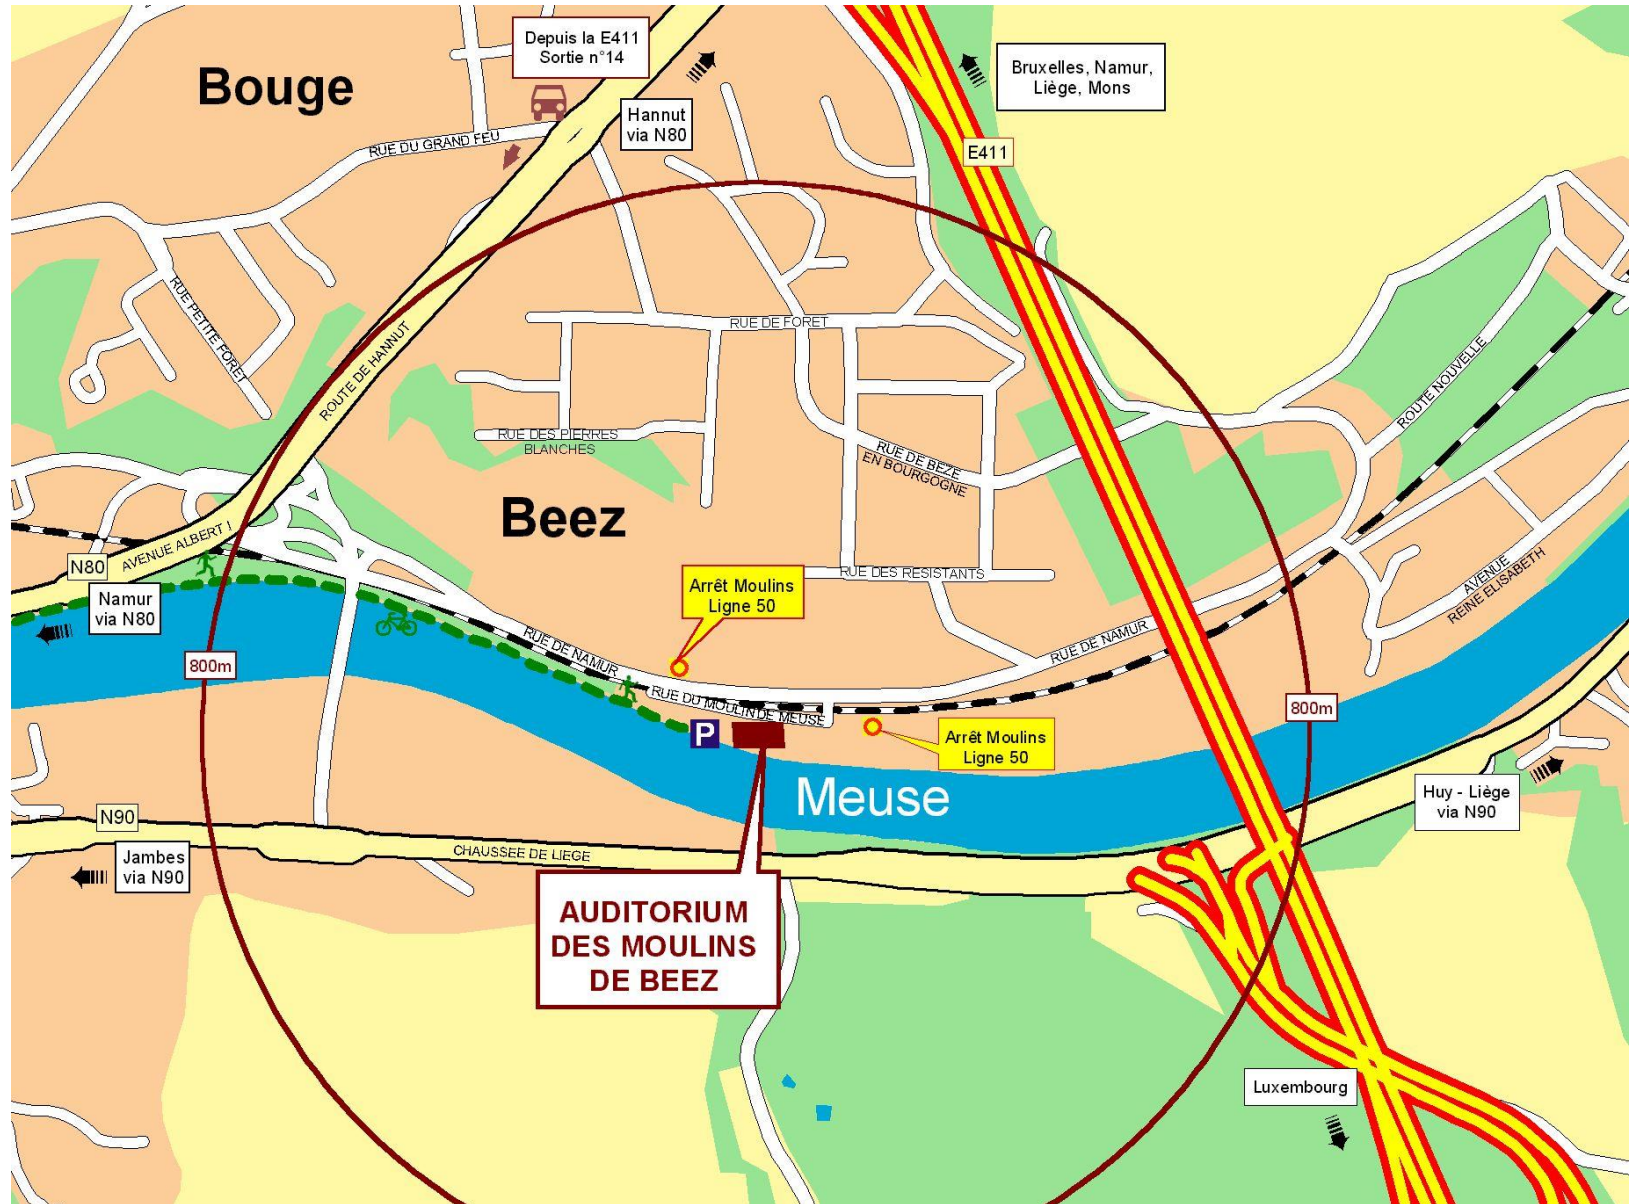 Depuis la E411
Sortie n°14
Bouge
Hannut
via N80
Bruxelles, Namur,
Liège, Mons
E411
RUE DU GRAND FEU
RUE PETITE FORET
ROUTE DE HANNUT
RUE DE FORET
ROUTE NOUVELLE
RUE DES PIERRES
BLANCHES
RUE DE BEZE
EN BOURGOGNE
Beez
AVENUE ALBERT I
N80
Namur
via N80
Arrêt Moulins
Ligne 50
RUE DES RESISTANTS
AVENUE
REINE ELISABETH
RUE DE NAMUR
RUE DE NAMUR
800m
RUE DU MOULIN DE MEUSE
800m
P
Arrêt Moulins
Ligne 50
Meuse
Huy - Liège
via N90
N90
Jambes
via N90
CHAUSSEE DE LIEGE
AUDITORIUM
DES MOULINS
DE BEEZ
Luxembourg